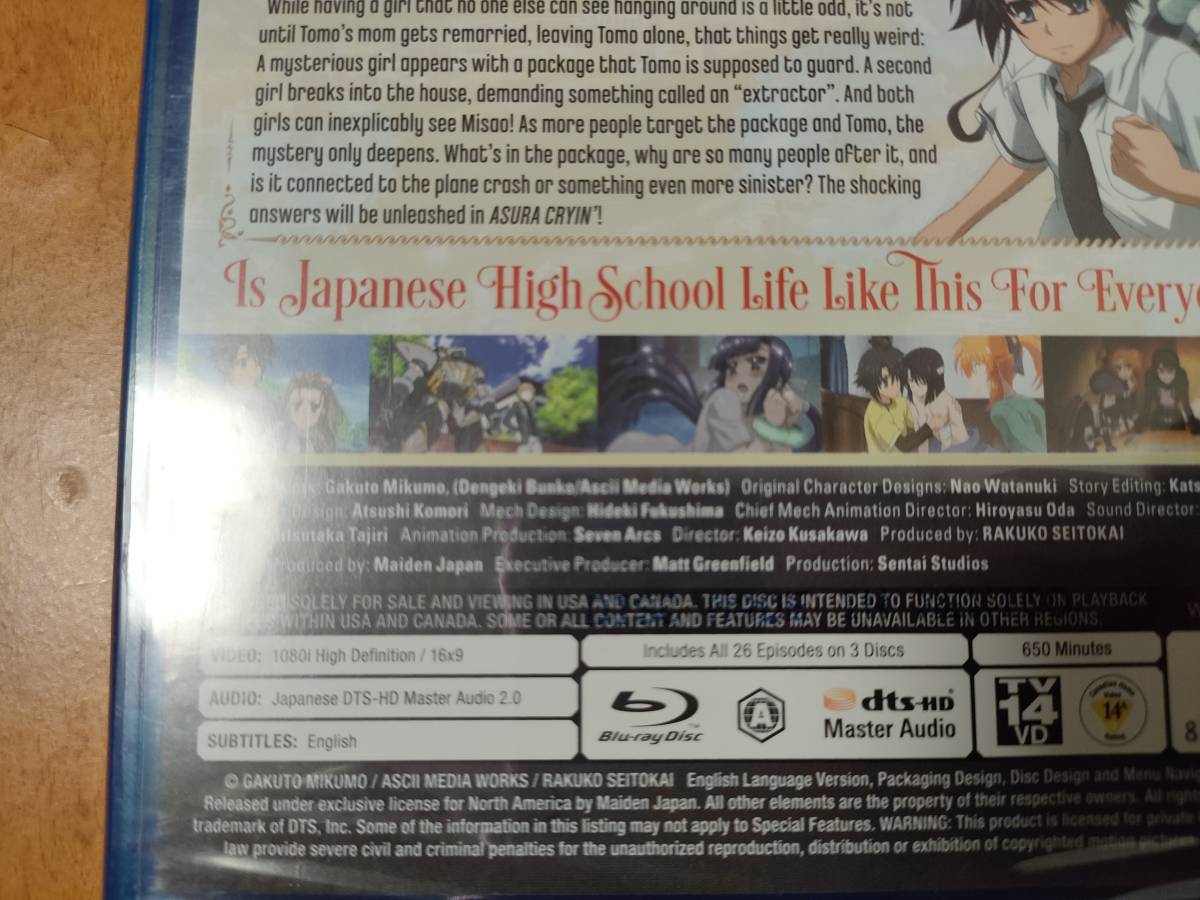 While having a girl that no one else can see hanging around is a little odd, it's not
until Tomo's mom gets remarried, leaving Tomo alone, that things get really weird:
A mysterious girl appears with a package that Tomo is supposed to guard. A second
girl breaks into the house, demanding something called an "extractor". And both
girls can inexplicably see Misao! As more people target the package and Tomo, the
mystery only deepens. What's in the package, why are so many people after it, and
is it connected to the plane crash or something even more sinister? The shocking
answers will be unleashed in ASURA CRYIN'!
Is Japanese High School Life Like This For
Gakuto Mikumo, (Dengeki Bunko/Ascii Media Works) Original Character Designs: Nao Watanuki Story Editing:
Design: Atsushi Komori Mech Design: Hideki Fukushima Chief Mech Animation Director: Hiroyasu Oda Sound Director:
Tajiri Animation Production: Seven Arcs Director: Keizo Kusakawa Produced by: RAKUKO SEITOKAI
Produced by: Maiden Japan Executive Producer: Matt Greenfield Production: Sentai Studios
SOLELY FOR SALE AND VIEWING IN USA AND CANADA. THIS DISC IS INTENDED TO FUNCTION SOLELY ON PLAYBACK
WITHIN USA AND CANADA. SOME OR ALL CONTENT AND FEATURES MAY BE UNAVAILABLE IN OTHER REGIONS.
VIDEO: 1080i High Definition / 16x9
Includes All 26 Episodes on 3 Discs
650 Minutes
AUDIO: Japanese DTS-HD Master Audio 2.0
SUBTITLES: English
Blu-ray Disc
A
dts-HD
Master Audio
TV
14
VD
14A
8
© GAKUTO MIKUMO / ASCII MEDIA WORKS / RAKUKO SEITOKAI English Language Version, Packaging Design, Disc Design and Menu
Released under exclusive license for North America by Maiden Japan. All other elements are the property of their respective owners. All
trademark of DTS, Inc. Some of the information in this listing may not apply to Special Features. WARNING: This product is licensed for private
law provide severe civil and criminal penalties for the unauthorized reproduction, distribution or exhibition of copyrighted motion pictures